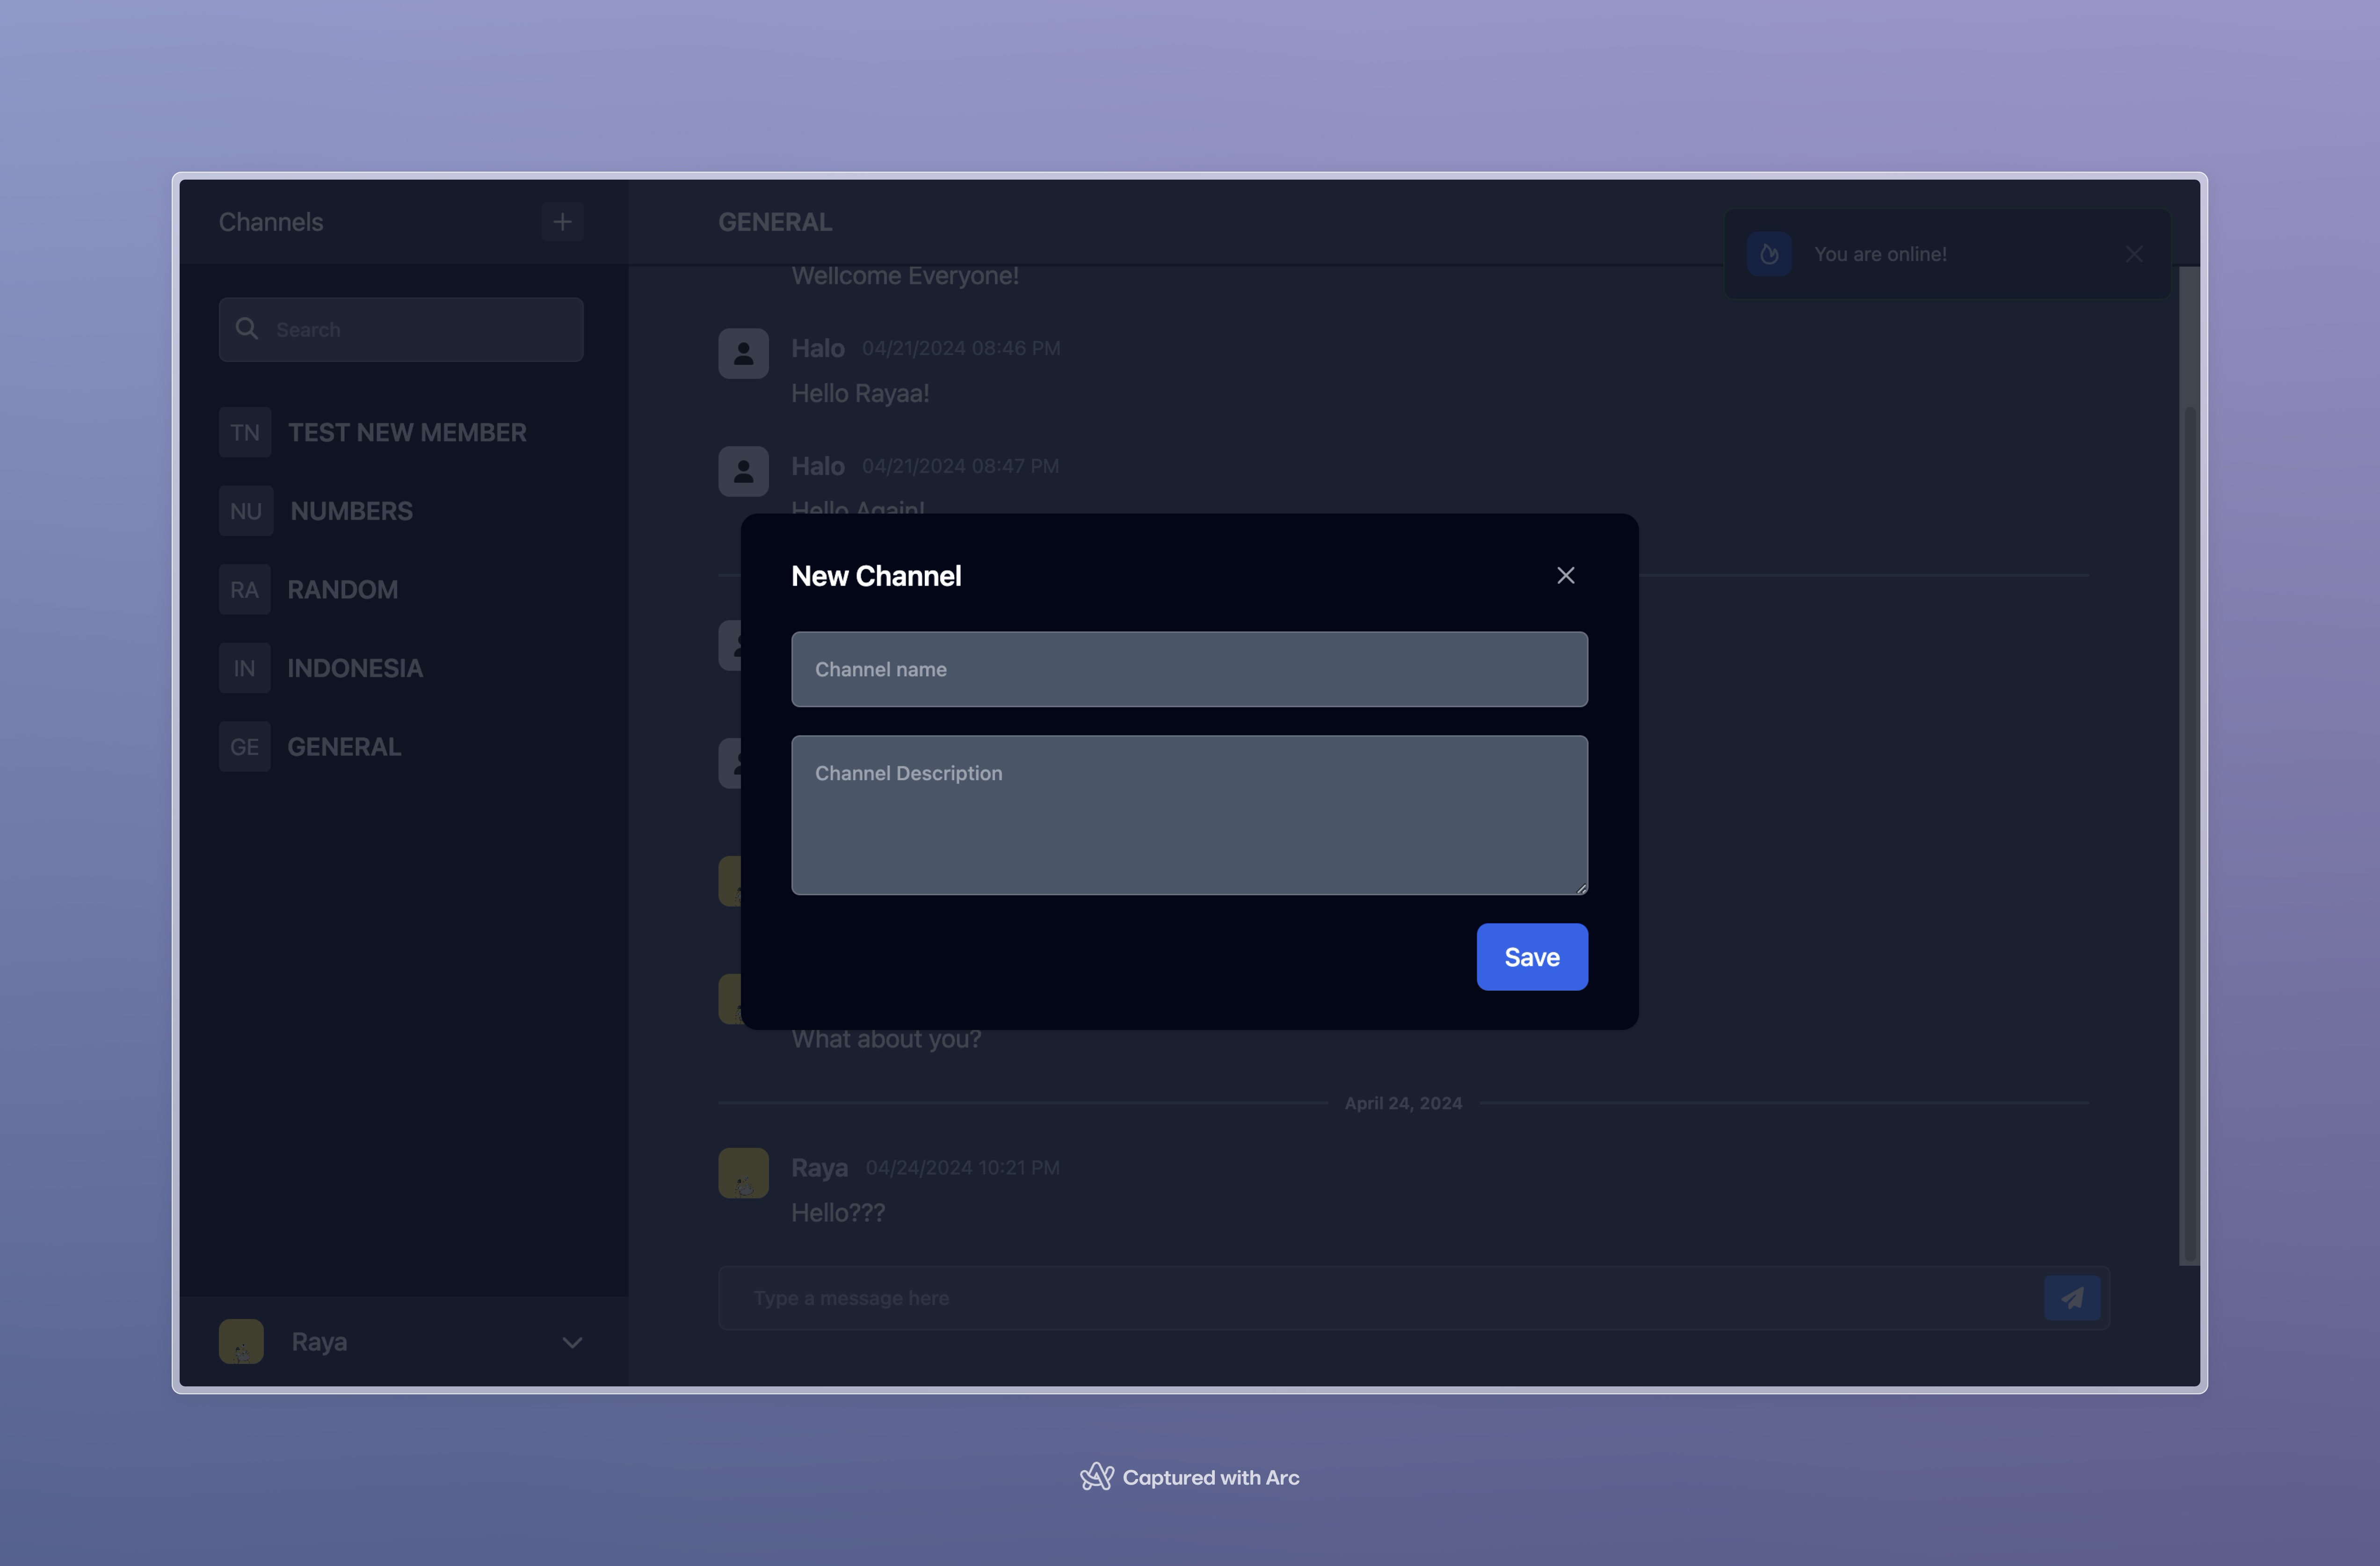 Channels
GENERAL
You are online!
Search
Wellcome Everyone!
Halo 04/21/2024 08:46 PM
Hello Rayaa!
Halo 04/21/2024 08:47 PM
Hello Again!
TN TEST NEW MEMBER
NU NUMBERS
RA RANDOM
IN INDONESIA
GE GENERAL
New Channel
Channel name
Channel Description
Save
What about you?
April 24, 2024
Raya 04/24/2024 10:21 PM
Hello???
Type a message here
Raya
Captured with Arc